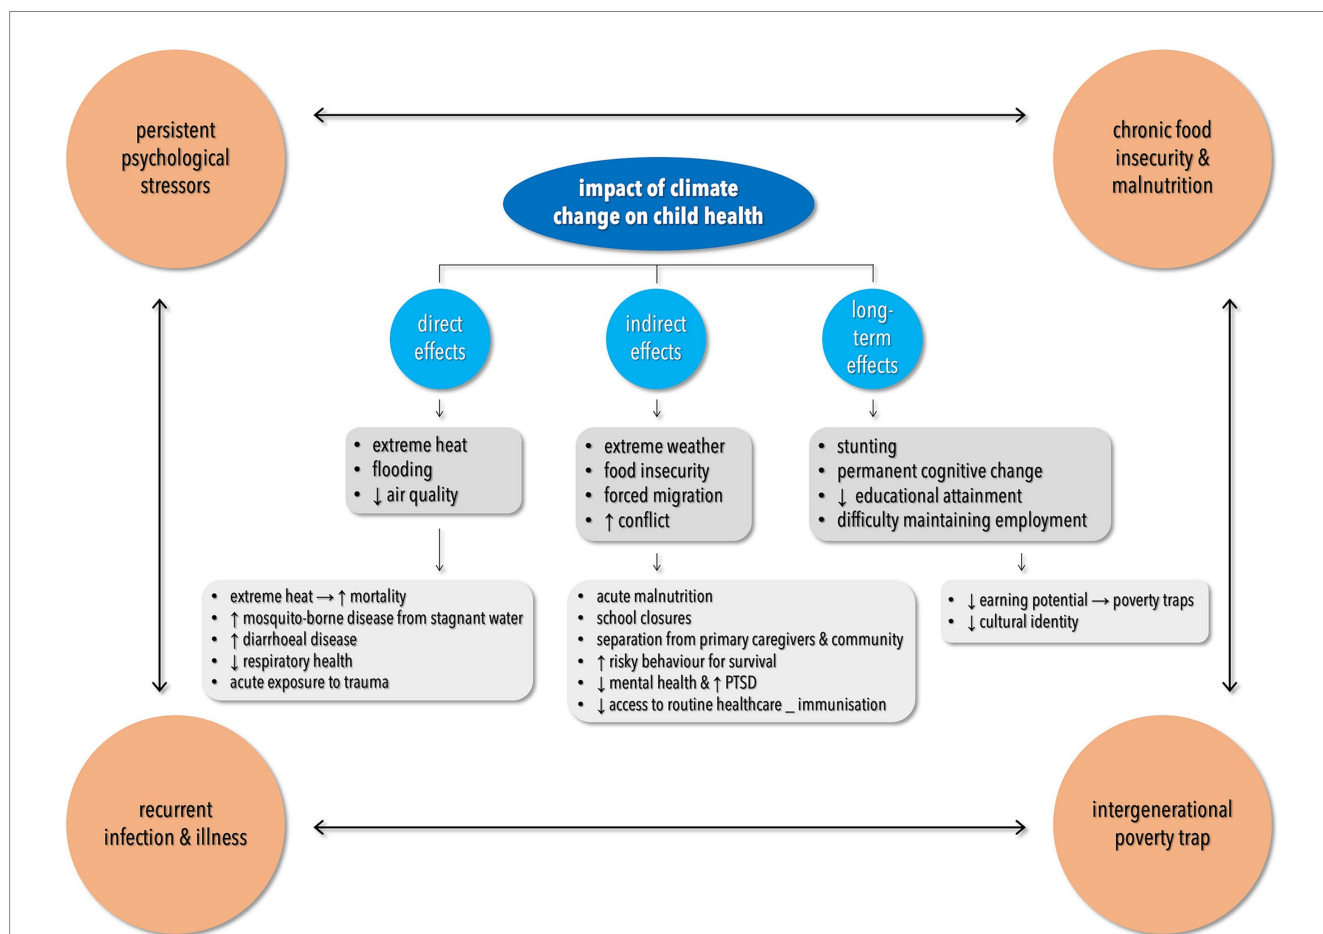 persistent
psychological
stressors
chronic food
insecurity &
malnutrition
impact of climate
change on child health
direct
effects
indirect
effects
long-
term
effects
• extreme heat
• flooding
• ↓ air quality
• extreme weather
• food insecurity
• forced migration
• ↑ conflict
• stunting
• permanent cognitive change
• ↓ educational attainment
• difficulty maintaining employment
• extreme heat → ↑ mortality
• ↑ mosquito-borne disease from stagnant water
• ↑ diarrhoeal disease
• ↓ respiratory health
• acute exposure to trauma
• acute malnutrition
• school closures
• separation from primary caregivers & community
• ↑ risky behaviour for survival
• ↓ mental health & ↑ PTSD
• ↓ access to routine healthcare _ immunisation
• ↓ earning potential → poverty traps
• ↓ cultural identity
recurrent
infection & illness
intergenerational
poverty trap